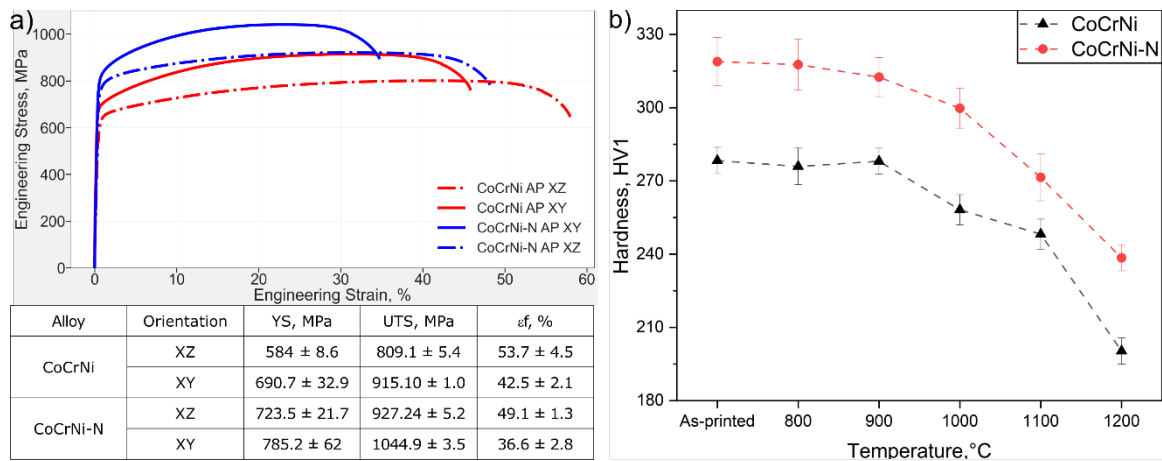 a)
Engineering Stress, MPa
1000
800
600
400
200
0
CoCrNi AP XZ
CoCrNi AP XY
CoCrNi-N AP XY
CoCrNi-N AP XZ
0 10 20 30 40 50 60
Engineering Strain, %
Alloy Orientation YS, MPa UTS, MPa εf, %
CoCrNi XZ 584 ± 8.6 809.1 ± 5.4 53.7 ± 4.5
XY 690.7 ± 32.9 915.10 ± 1.0 42.5 ± 2.1
CoCrNi-N XZ 723.5 ± 21.7 927.24 ± 5.2 49.1 ± 1.3
XY 785.2 ± 62 1044.9 ± 3.5 36.6 ± 2.8
b)
CoCrNi
CoCrNi-N
Hardness, HV1
330
300
270
240
210
180
As-printed 800 900 1000 1100 1200
Temperature,°C